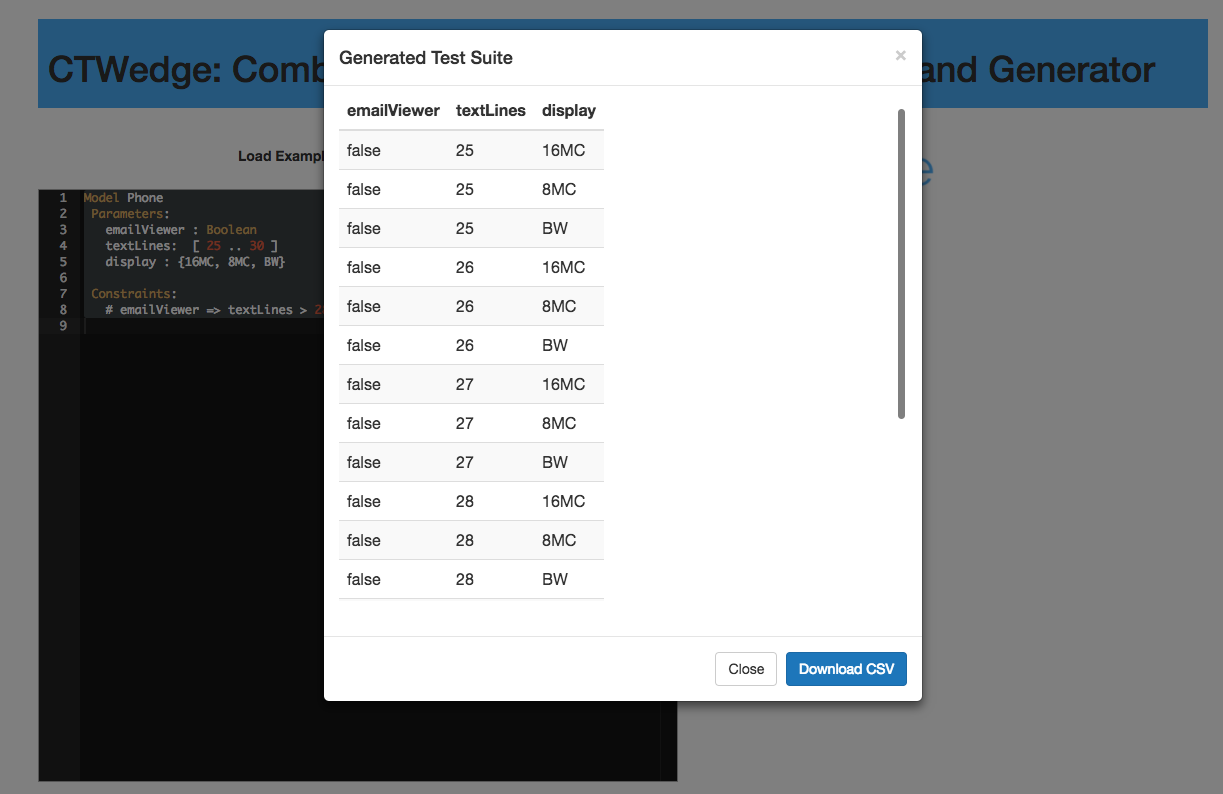 CTWedge: Comb
and Generator
Load Exampl
e
1 Model Phone
2 Parameters:
3 emailViewer : Boolean
4 textLines: [ 25 .. 30 ]
5 display : {16MC, 8MC, BW}
6
7 Constraints:
8 # emailViewer => textLines > 2
9
Generated Test Suite
×
emailViewer textLines display
false 25 16MC
false 25 8MC
false 25 BW
false 26 16MC
false 26 8MC
false 26 BW
false 27 16MC
false 27 8MC
false 27 BW
false 28 16MC
false 28 8MC
false 28 BW
Close Download CSV